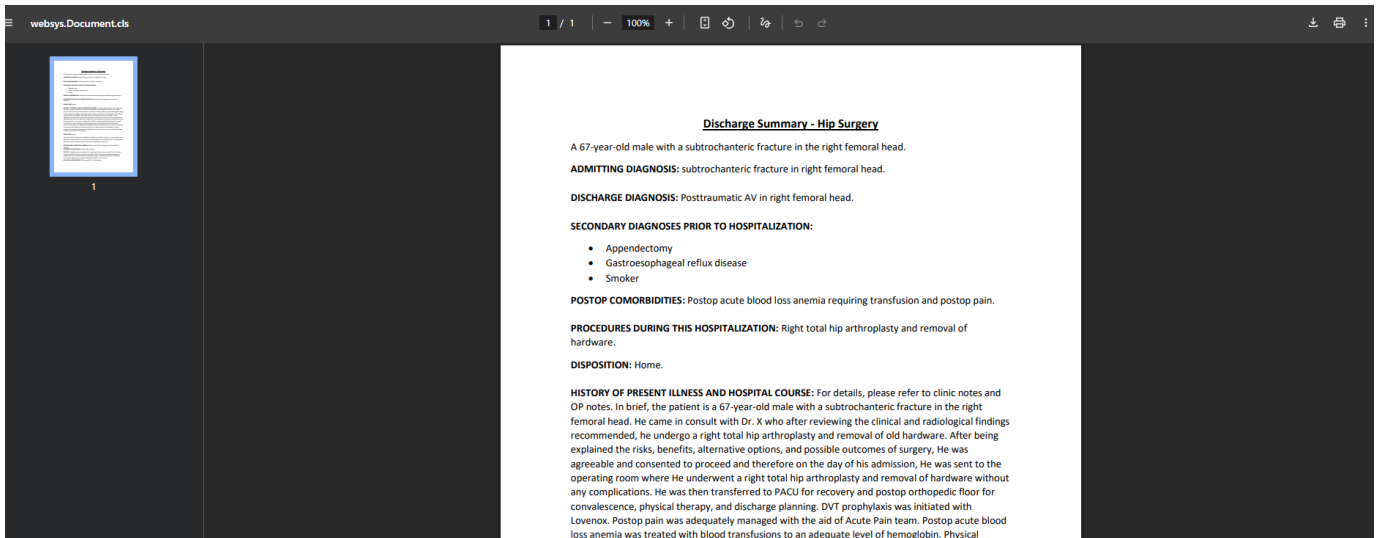 websys.Document.cls
1 / 1
100%
1
Discharge Summary - Hip Surgery
A 67-year-old male with a subtrochanteric fracture in the right femoral head.
ADMITTING DIAGNOSIS: subtrochanteric fracture in right femoral head.
DISCHARGE DIAGNOSIS: Posttraumatic AV in right femoral head.
SECONDARY DIAGNOSES PRIOR TO HOSPITALIZATION:
• Appendectomy
• Gastroesophageal reflux disease
• Smoker
POSTOP COMORBIDITIES: Postop acute blood loss anemia requiring transfusion and postop pain.
PROCEDURES DURING THIS HOSPITALIZATION: Right total hip arthroplasty and removal of
hardware.
DISPOSITION: Home.
HISTORY OF PRESENT ILLNESS AND HOSPITAL COURSE: For details, please refer to clinic notes and
OP notes. In brief, the patient is a 67-year-old male with a subtrochanteric fracture in the right
femoral head. He came in consult with Dr. X who after reviewing the clinical and radiological findings
recommended, he undergo a right total hip arthroplasty and removal of old hardware. After being
explained the risks, benefits, alternative options, and possible outcomes of surgery, He was
agreeable and consented to proceed and therefore on the day of his admission, He was sent to the
operating room where He underwent a right total hip arthroplasty and removal of hardware without
any complications. He was then transferred to PACU for recovery and postop orthopedic floor for
convalescence, physical therapy, and discharge planning. DVT prophylaxis was initiated with
Lovenox. Postop pain was adequately managed with the aid of Acute Pain team. Postop acute blood
loss anemia was treated with blood transfusions to an adequate level of hemoglobin. Physical